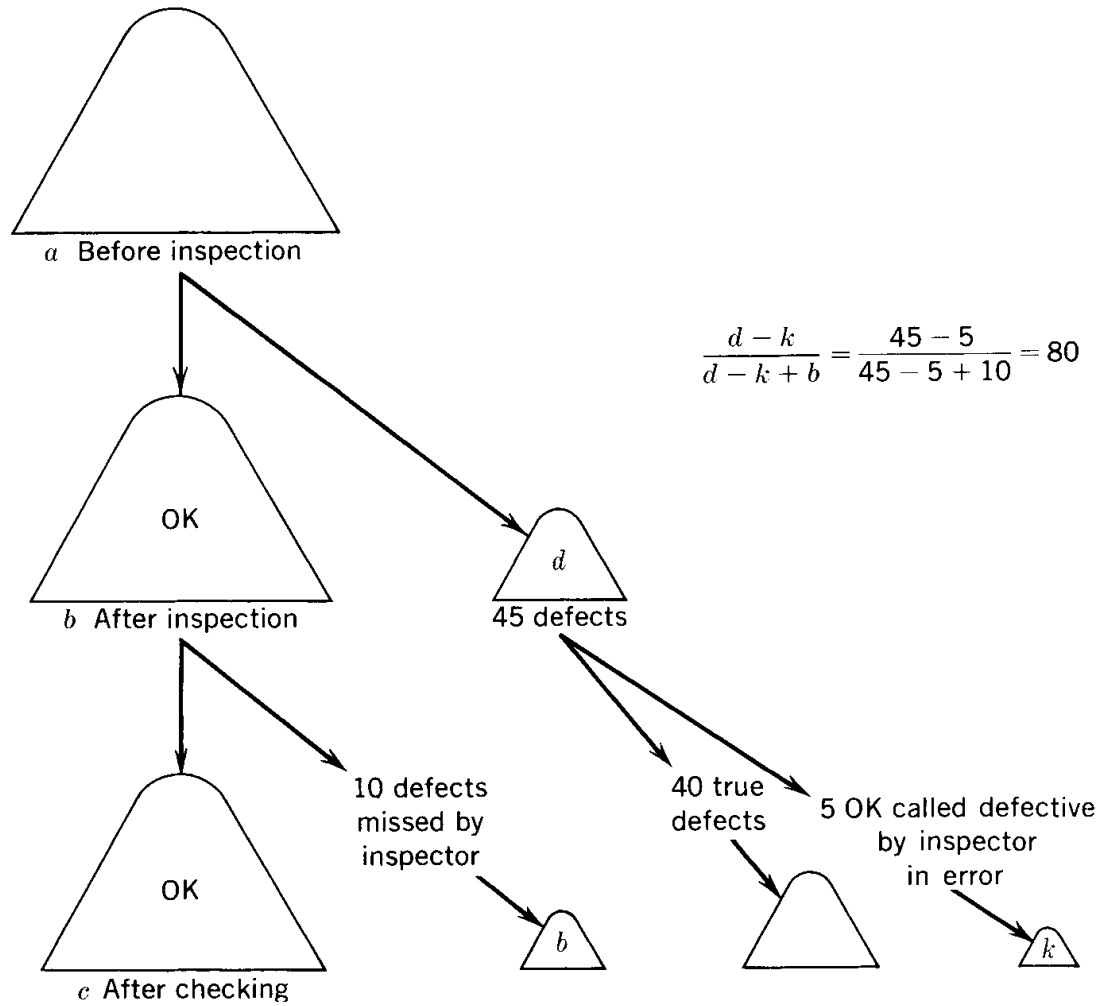 a Before inspection
d − k / d − k + b = 45 − 5 / 45 − 5 + 10 = 80
OK
b After inspection
d
45 defects
10 defects
missed by
inspector
40 true
defects
5 OK called defective
by inspector
in error
OK
c After checking
b
k